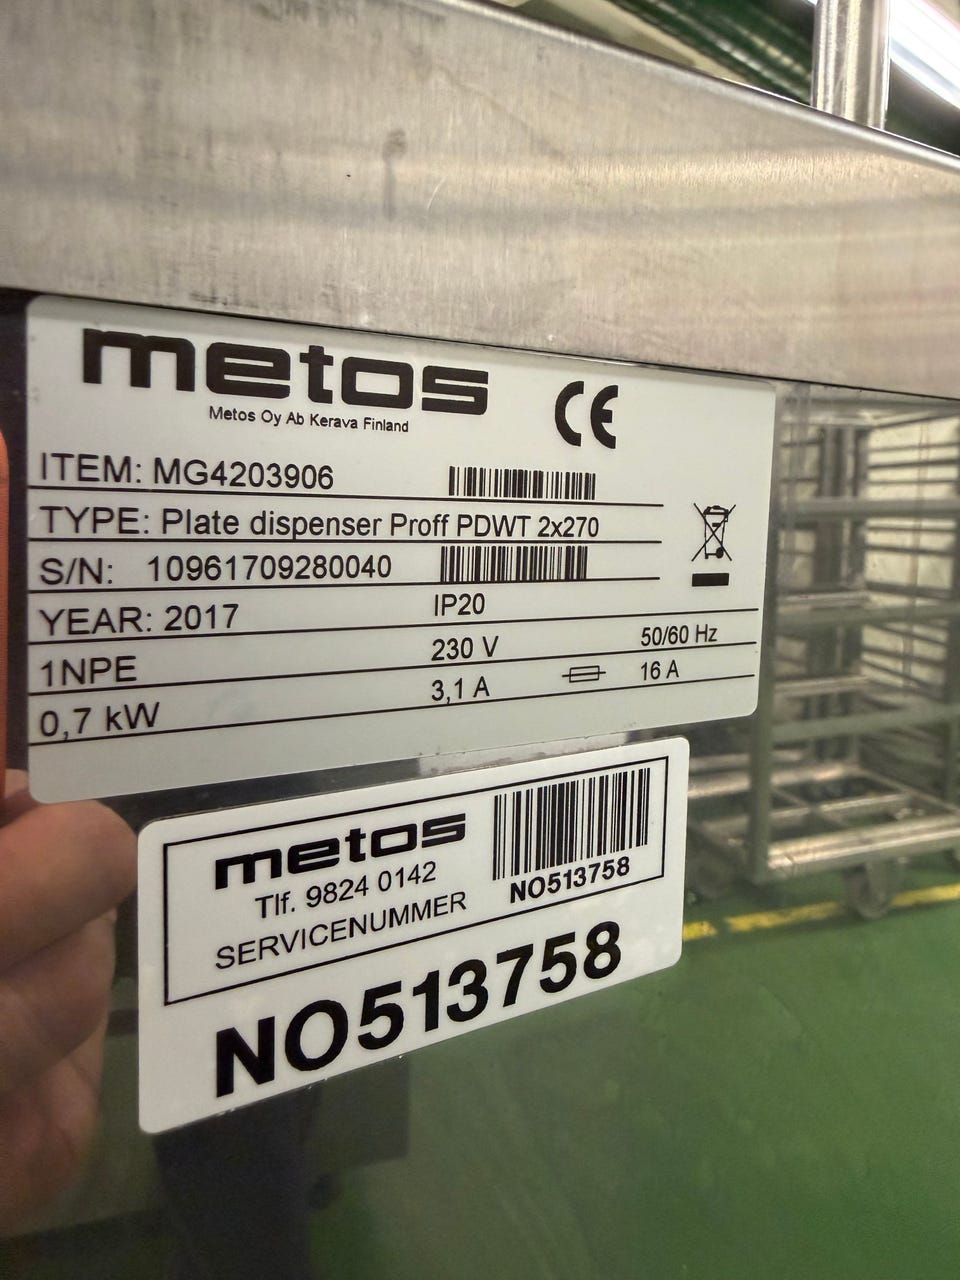 metos
Metos Oy Ab Kerava Finland
CE
ITEM: MG4203906
TYPE: Plate dispenser Proff PDWT 2x270
S/N: 10961709280040
YEAR: 2017 IP20
1NPE 230 V 50/60 Hz
0,7 kW 3,1 A 16 A
metos
Tlf. 9824 0142
SERVICENUMMER
NO513758
NO513758